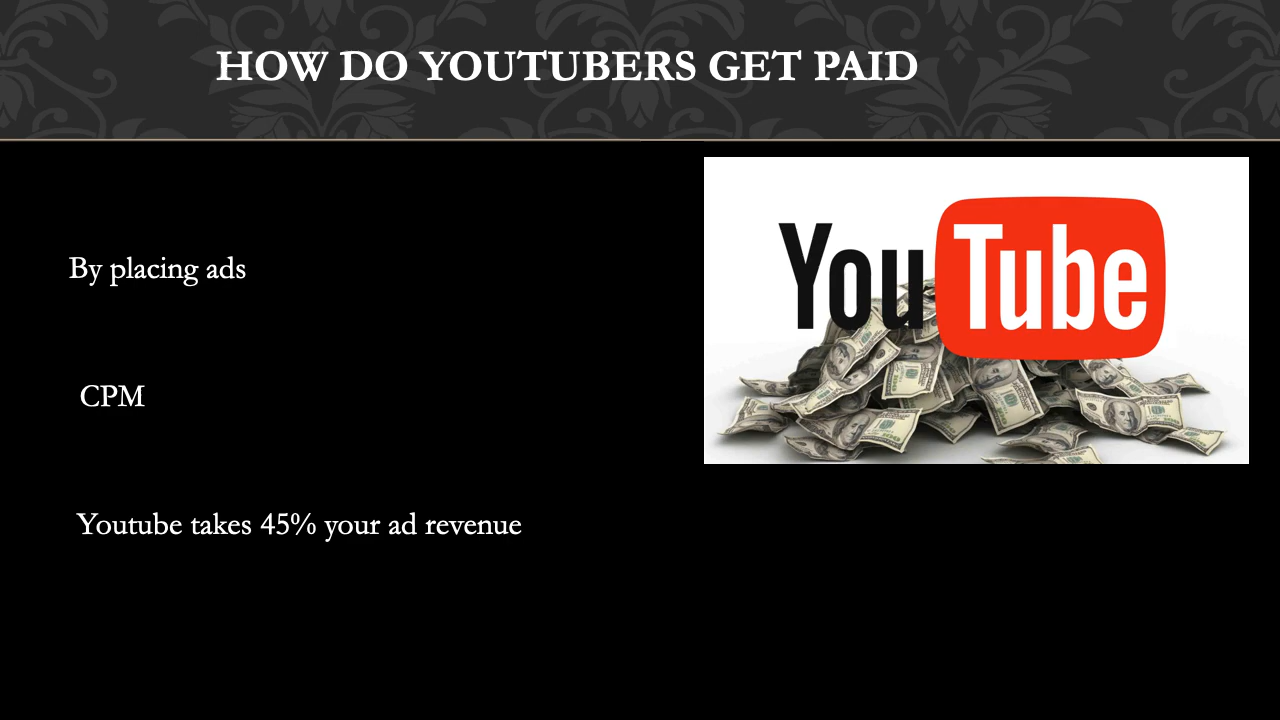 HOW DO YOUTUBERS GET PAID
By placing ads
YouTube
CPM
Youtube takes 45% your ad revenue